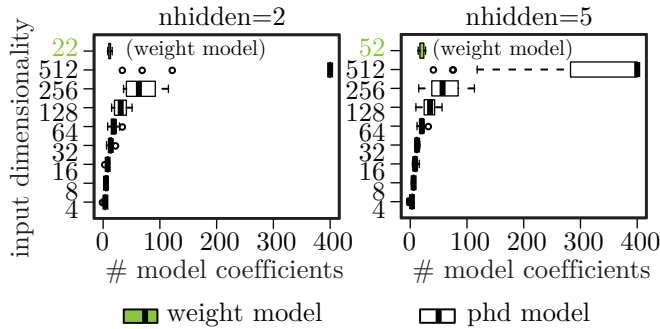 nhidden=2
nhidden=5
22
(weight model)
512
256
128
64
32
16
8
4
52
(weight model)
512
256
128
64
32
16
8
4
input dimensionality
0 100 200 300 400
0 100 200 300 400
# model coefficients
# model coefficients
weight model
phd model